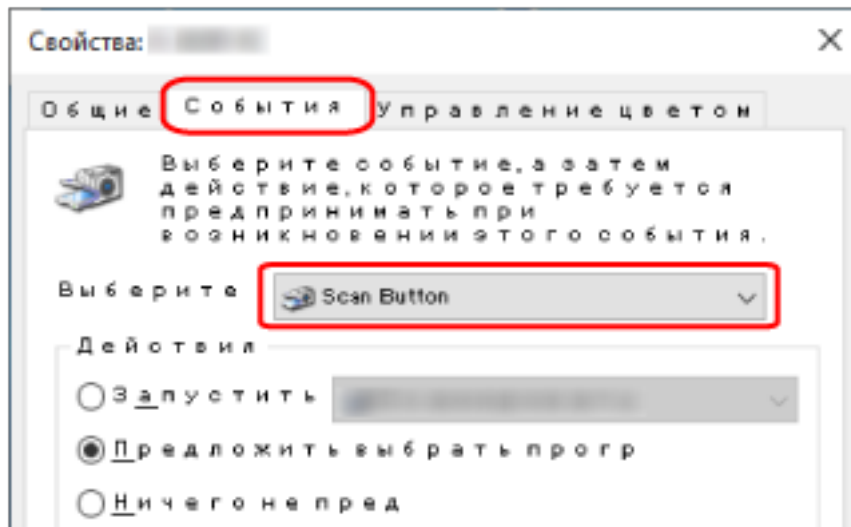 Свойства:
Общие События Управление цветом
Выберите событие, а затем
действие, которое требуется
предпринимать при
возникновении этого события.
Выберите Scan Button
Действия
Запустить
Предложить выбрать прогр
Ничего не пред